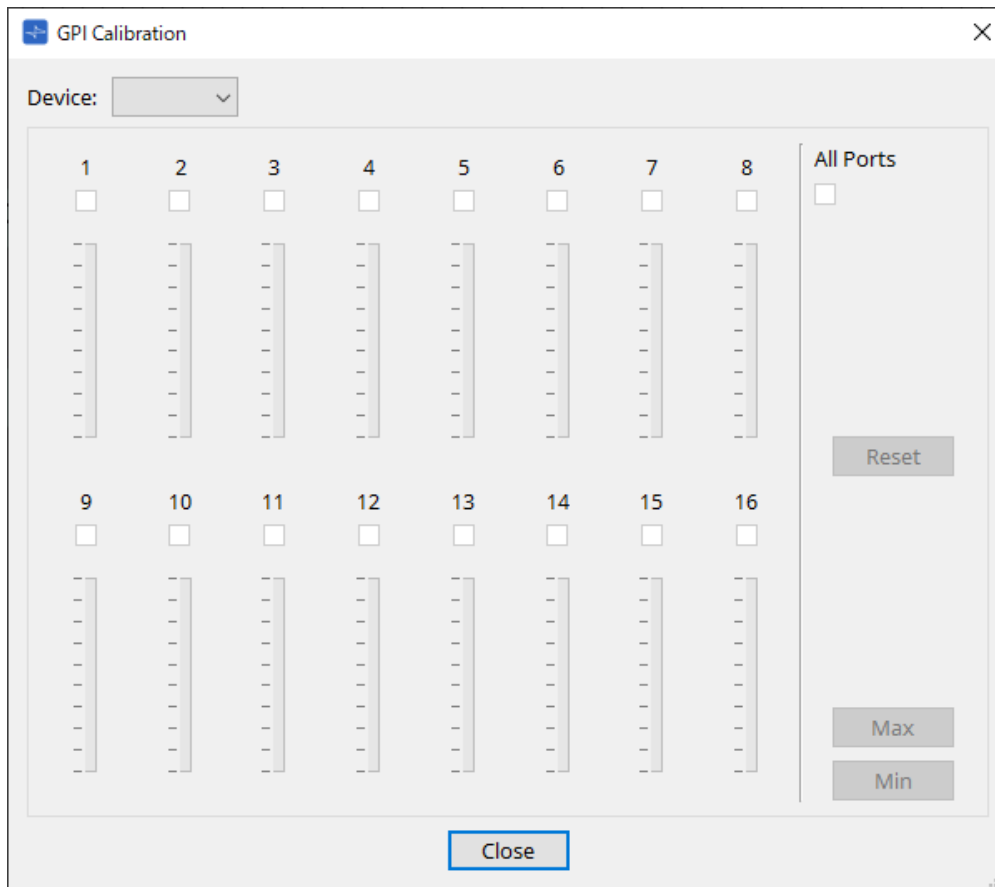 GPI Calibration
Device:
1 2 3 4 5 6 7 8
All Ports
Reset
9 10 11 12 13 14 15 16
Max
Min
Close